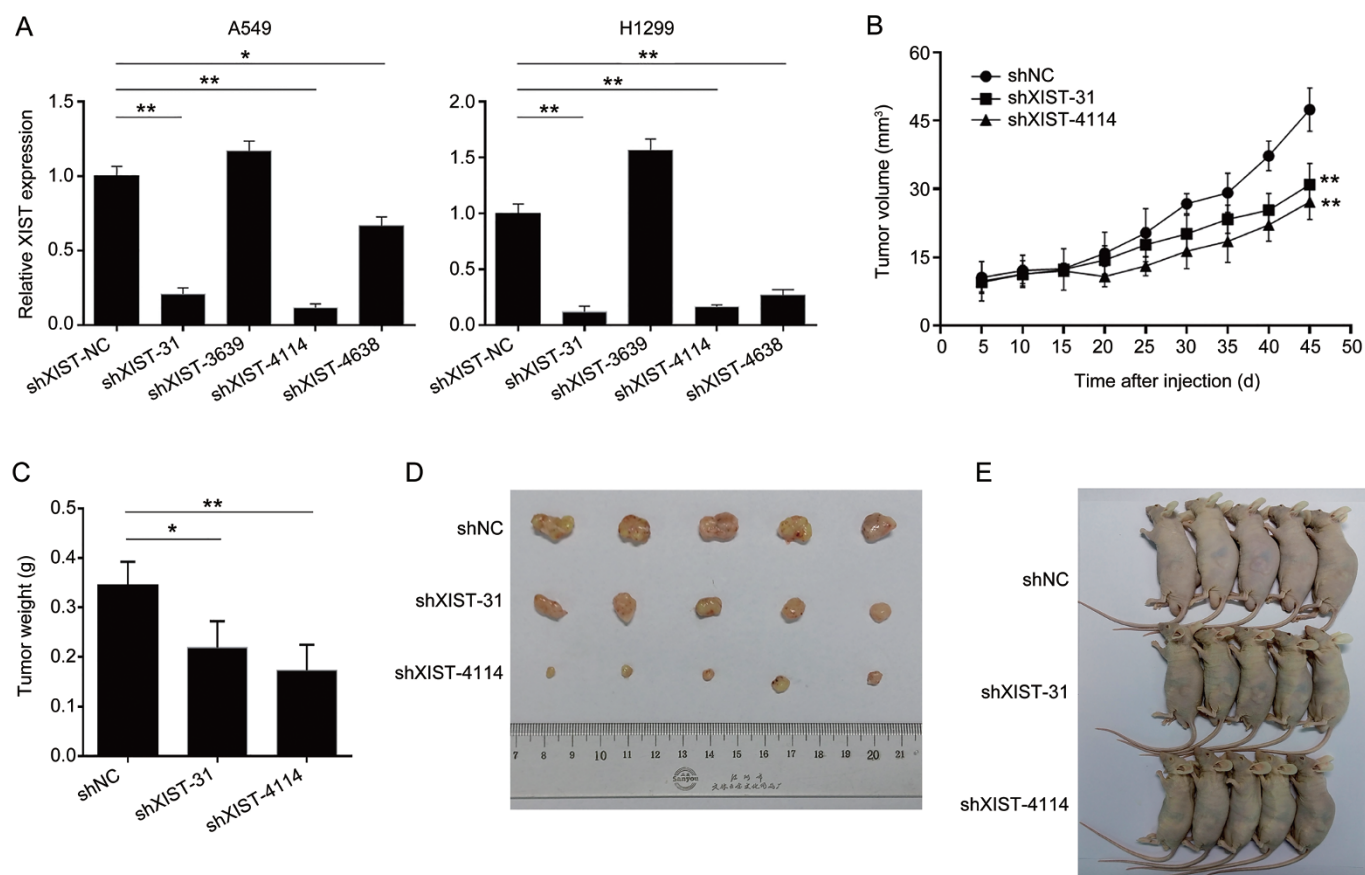 A
A549
*
**
**
Relative XIST expression
1.5
1.0
0.5
0.0
shXIST-NC
shXIST-31
shXIST-3639
shXIST-4114
shXIST-4638
H1299
**
**
**
2.0
1.5
1.0
0.5
0.0
shXIST-NC
shXIST-31
shXIST-3639
shXIST-4114
shXIST-4638
B
shNC
shXIST-31
shXIST-4114
Tumor volume (mm³)
60
45
30
15
0
**
**
0 5 10 15 20 25 30 35 40 45 50
Time after injection (d)
C
**
*
Tumor weight (g)
0.5
0.4
0.3
0.2
0.1
0.0
shNC
shXIST-31
shXIST-4114
D
shNC
shXIST-31
shXIST-4114
7 8 9 10 11 12 13 14 15 16 17 18 19 20 21
Sanyou
E
shNC
shXIST-31
shXIST-4114